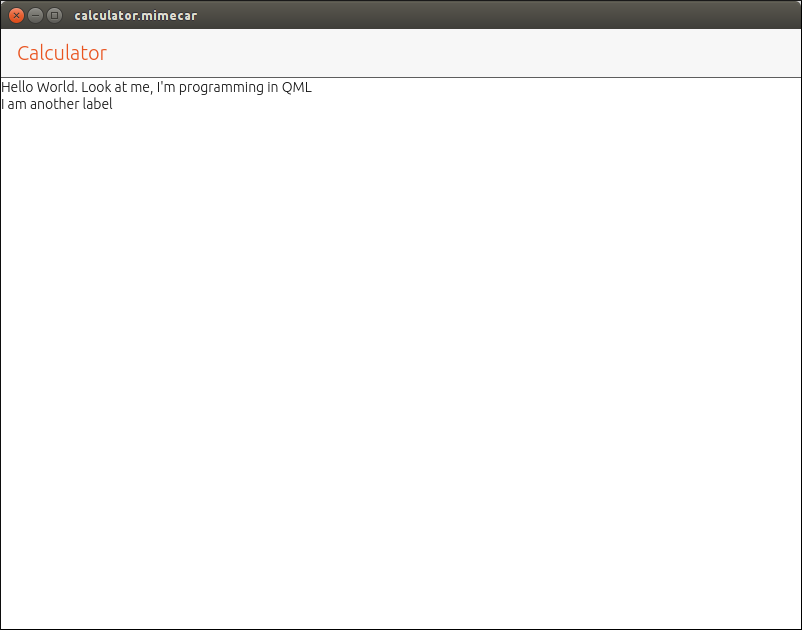 calculator.mimecar
Calculator
Hello World. Look at me, I'm programming in QML
I am another label